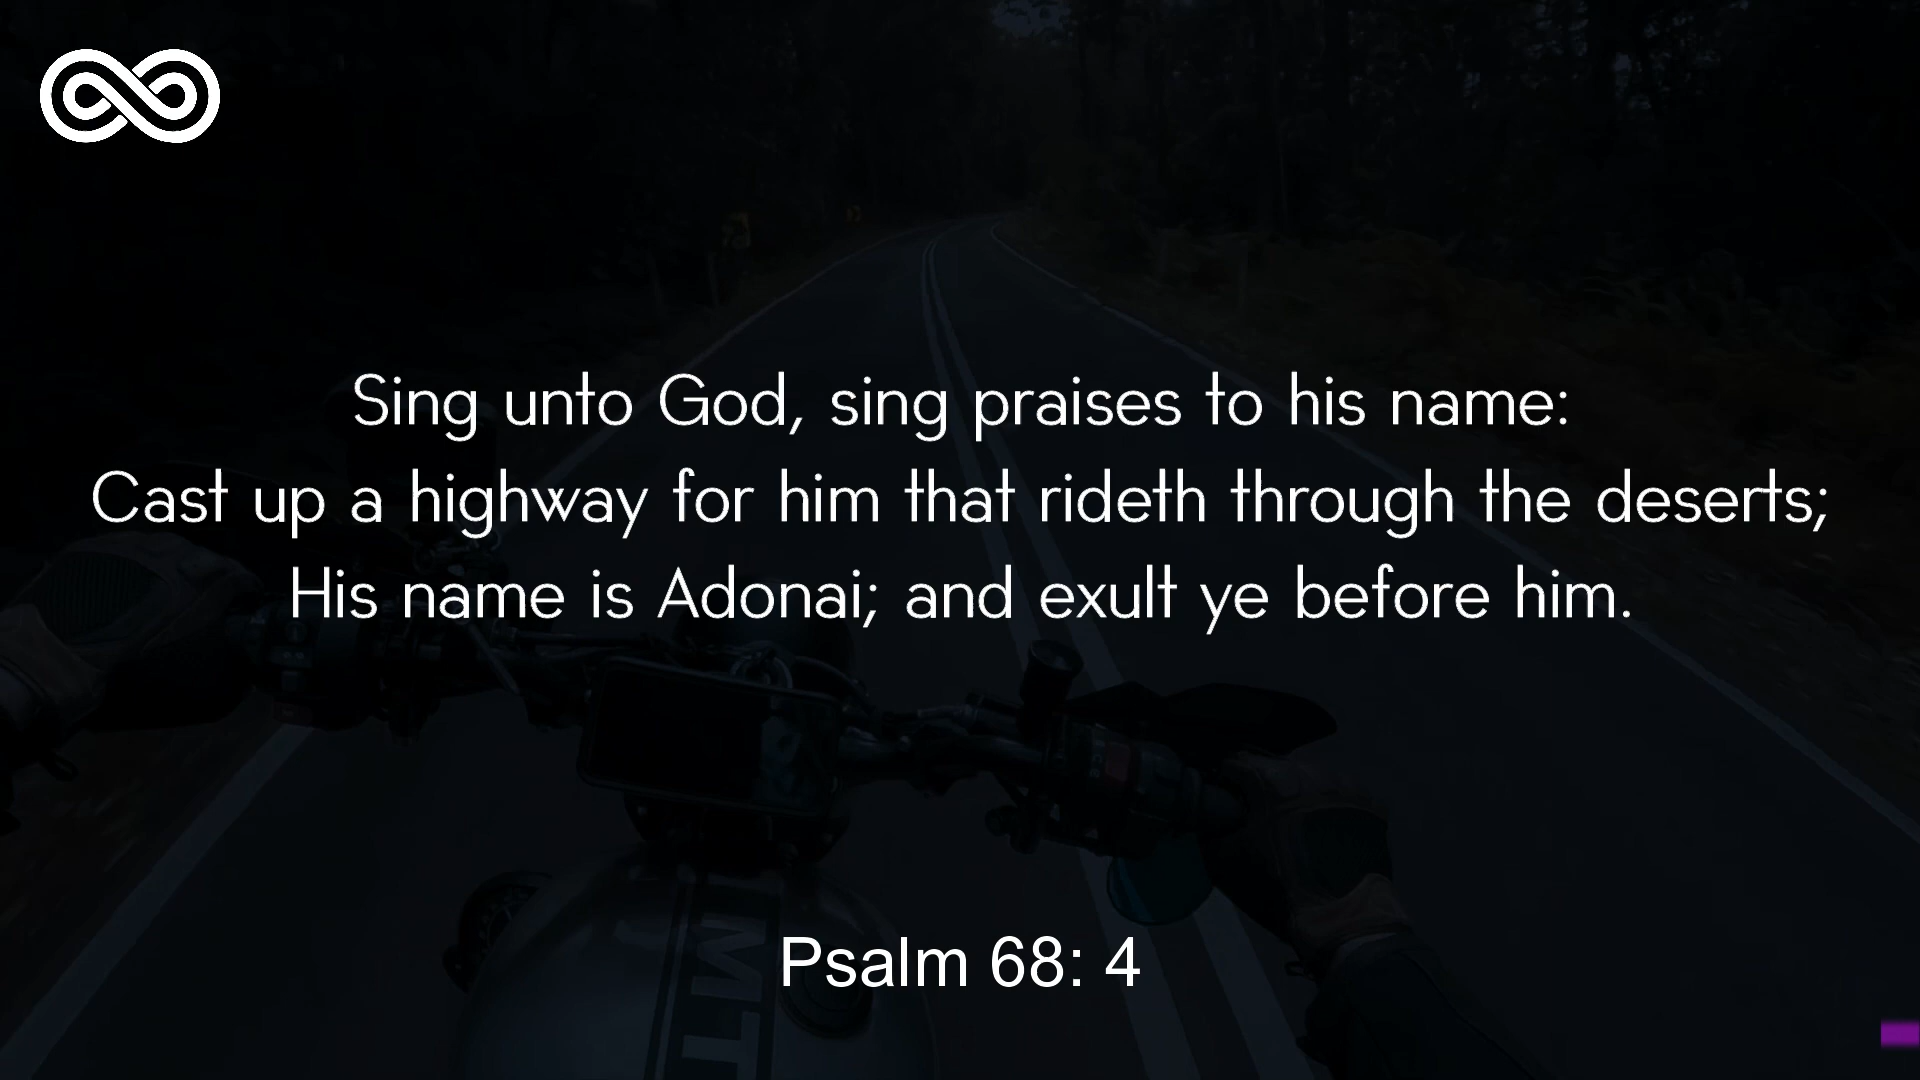 Sing unto God, sing praises to his name:
Cast up a highway for him that rideth through the deserts;
His name is Adonai; and exult ye before him.
Psalm 68: 4
MT